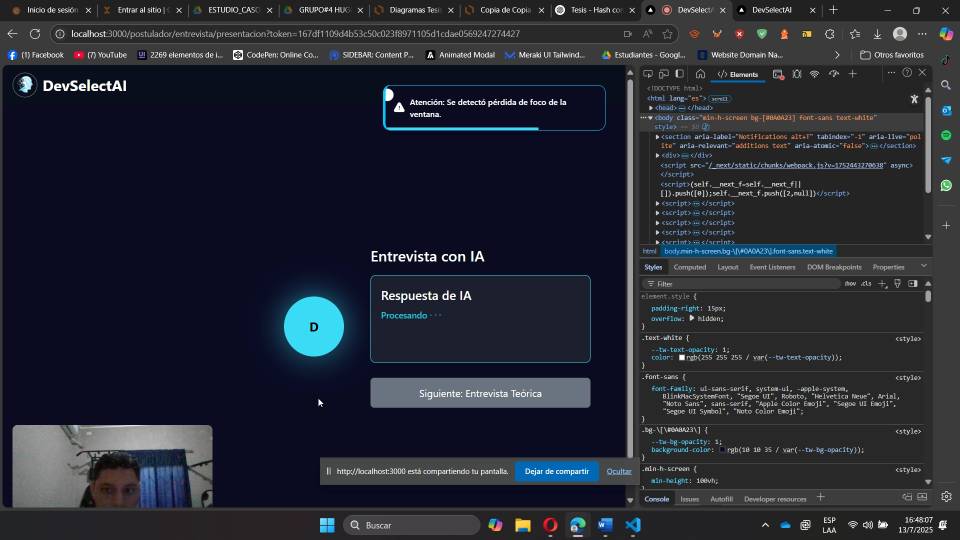 Inicio de sesión
Entrar al sitio | C
ESTUDIO_CASO
GRUPO#4 HUG
Diagramas Tesis
Copia de Copia
Tesis - Hash con
DevSelectAI
DevSelectAI
localhost:3000/postulador/entrevista/presentacion?token=167df1109d4b53c50c023f8971105d1cdae0569247274427
(1) Facebook
(7) YouTube
2269 elementos de i...
CodePen: Online Co...
SIDEBAR: Content P...
Animated Modal
Meraki UI Tailwind...
Estudiantes - Googl...
Website Domain Na...
Otros favoritos
DevSelectAI
Atención: Se detectó pérdida de foco de la
ventana.
Entrevista con IA
D
Respuesta de IA
Procesando · · ·
Siguiente: Entrevista Teórica
http://localhost:3000 está compartiendo tu pantalla.
Dejar de compartir
Ocultar
Elements
<!DOCTYPE html>
<html lang="es"> scroll
<head> </head>
<body class="min-h-screen bg-[#0A0A23] font-sans text-white"
style> == $0
<section aria-label="Notifications alt+T" tabindex="-1" aria-live="pol
ite" aria-relevant="additions text" aria-atomic="false"> </section>
<div> </div>
<script src="/_next/static/chunks/webpack.js?v=1752443270638" async>
</script>
<script>(self.__next_f=self.__next_f||
[]).push([0]);self.__next_f.push([2,null])</script>
<script> </script>
<script> </script>
<script> </script>
<script> </script>
html body.min-h-screen.bg-\[\#0A0A23\].font-sans.text-white
Styles Computed Layout Event Listeners DOM Breakpoints Properties
Filter
:hov .cls
element.style {
padding-right: 15px;
overflow: hidden;
}
.text-white { <style>
--tw-text-opacity: 1;
color: rgb(255 255 255 / var(--tw-text-opacity));
}
.font-sans { <style>
font-family: ui-sans-serif, system-ui, -apple-system,
BlinkMacSystemFont, "Segoe UI", Roboto, "Helvetica Neue", Arial,
"Noto Sans", sans-serif, "Apple Color Emoji", "Segoe UI Emoji",
"Segoe UI Symbol", "Noto Color Emoji";
}
.bg-\[\#0A0A23\] { <style>
--tw-bg-opacity: 1;
background-color: rgb(10 10 35 / var(--tw-bg-opacity));
}
.min-h-screen { <style>
min-height: 100vh;
Console Issues Autofill Developer resources
Buscar
ESP
LAA
16:48:07
13/7/2025